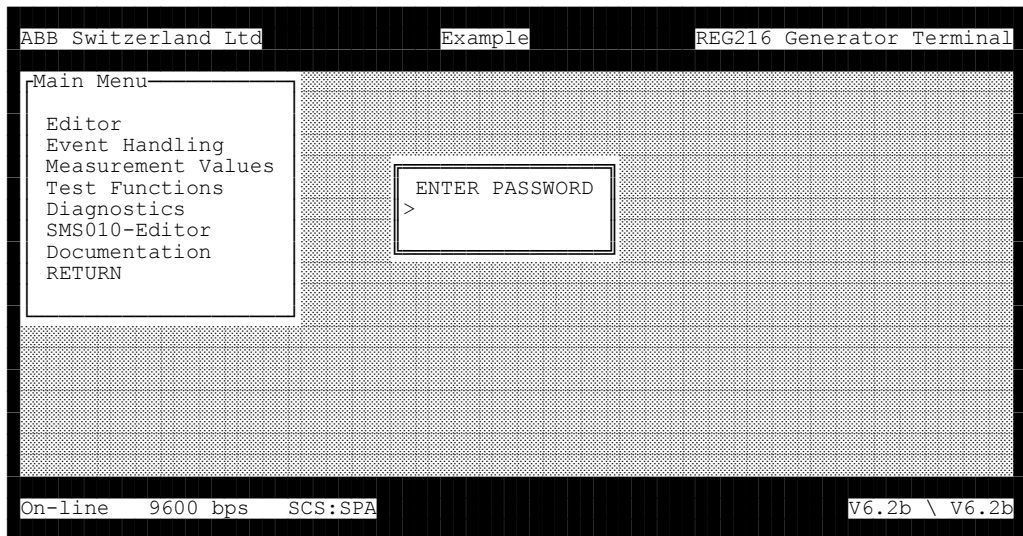 ABB Switzerland Ltd Example REG216 Generator Terminal
Main Menu
Editor
Event Handling
Measurement Values
Test Functions
Diagnostics
SMS010-Editor
Documentation
RETURN
ENTER PASSWORD
>
On-line 9600 bps SCS:SPA V6.2b \ V6.2b